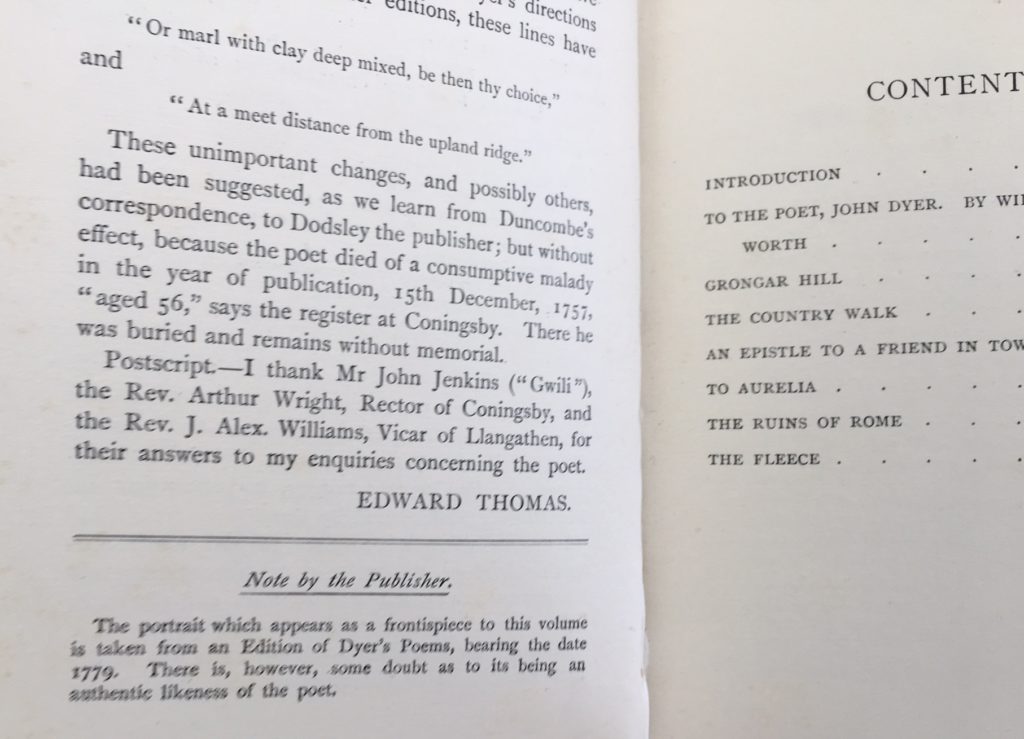 directions
editions, these lines have
“Or marl with clay deep mixed, be then thy choice,”
and
“At a meet distance from the upland ridge.”
These unimportant changes, and possibly others,
had been suggested, as we learn from Duncombe's
correspondence, to Dodsley the publisher; but without
effect, because the poet died of a consumptive malady
in the year of publication, 15th December, 1757,
“aged 56,” says the register at Coningsby. There he
was buried and remains without memorial.
Postscript.—I thank Mr John Jenkins (“Gwili”),
the Rev. Arthur Wright, Rector of Coningsby, and
the Rev. J. Alex. Williams, Vicar of Llangathen, for
their answers to my enquiries concerning the poet.
EDWARD THOMAS.
Note by the Publisher.
The portrait which appears as a frontispiece to this volume
is taken from an Edition of Dyer's Poems, bearing the date
1779. There is, however, some doubt as to its being an
authentic likeness of the poet.
CONTENT
INTRODUCTION . . . .
TO THE POET, JOHN DYER. BY WI
WORTH . . . . .
GRONGAR HILL . . . .
THE COUNTRY WALK . . .
AN EPISTLE TO A FRIEND IN TOW
TO AURELIA . . . . .
THE RUINS OF ROME . . .
THE FLEECE . . . . .